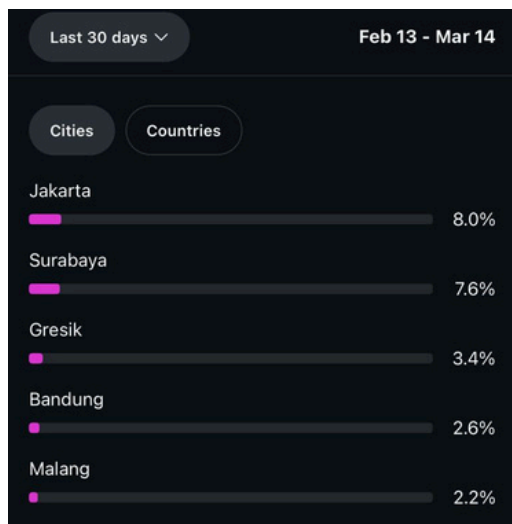 Last 30 days
Feb 13 - Mar 14
Cities
Countries
Jakarta
8.0%
Surabaya
7.6%
Gresik
3.4%
Bandung
2.6%
Malang
2.2%